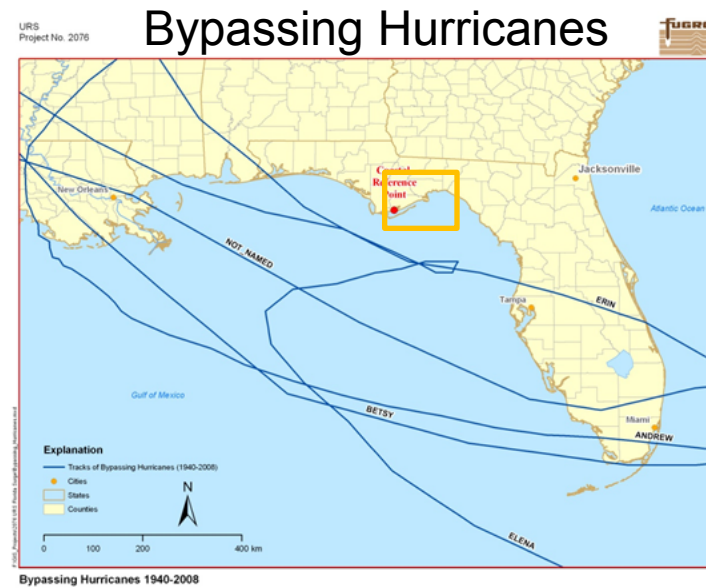 URS
Project No. 2076
Bypassing Hurricanes
Coastal
Reference
Point
Jacksonville
New Orleans
Atlantic Ocean
NOT_NAMED
ERIN
Tampa
Gulf of Mexico
BETSY
Miami
ANDREW
Explanation
Tracks of Bypassing Hurricanes (1940-2008)
Cities
States
Counties
N
0 100 200 400 km
ELENA
Bypassing Hurricanes 1940-2008